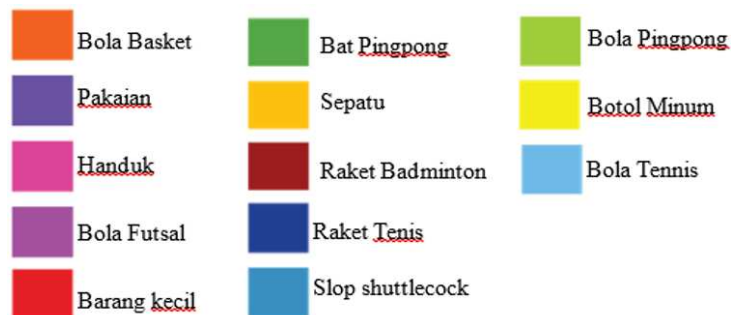 Bola Basket
Pakaian
Handuk
Bola Futsal
Barang kecil
Bat Pingpong
Sepatu
Raket Badminton
Raket Tenis
Slop shuttlecock
Bola Pingpong
Botol Minum
Bola Tennis